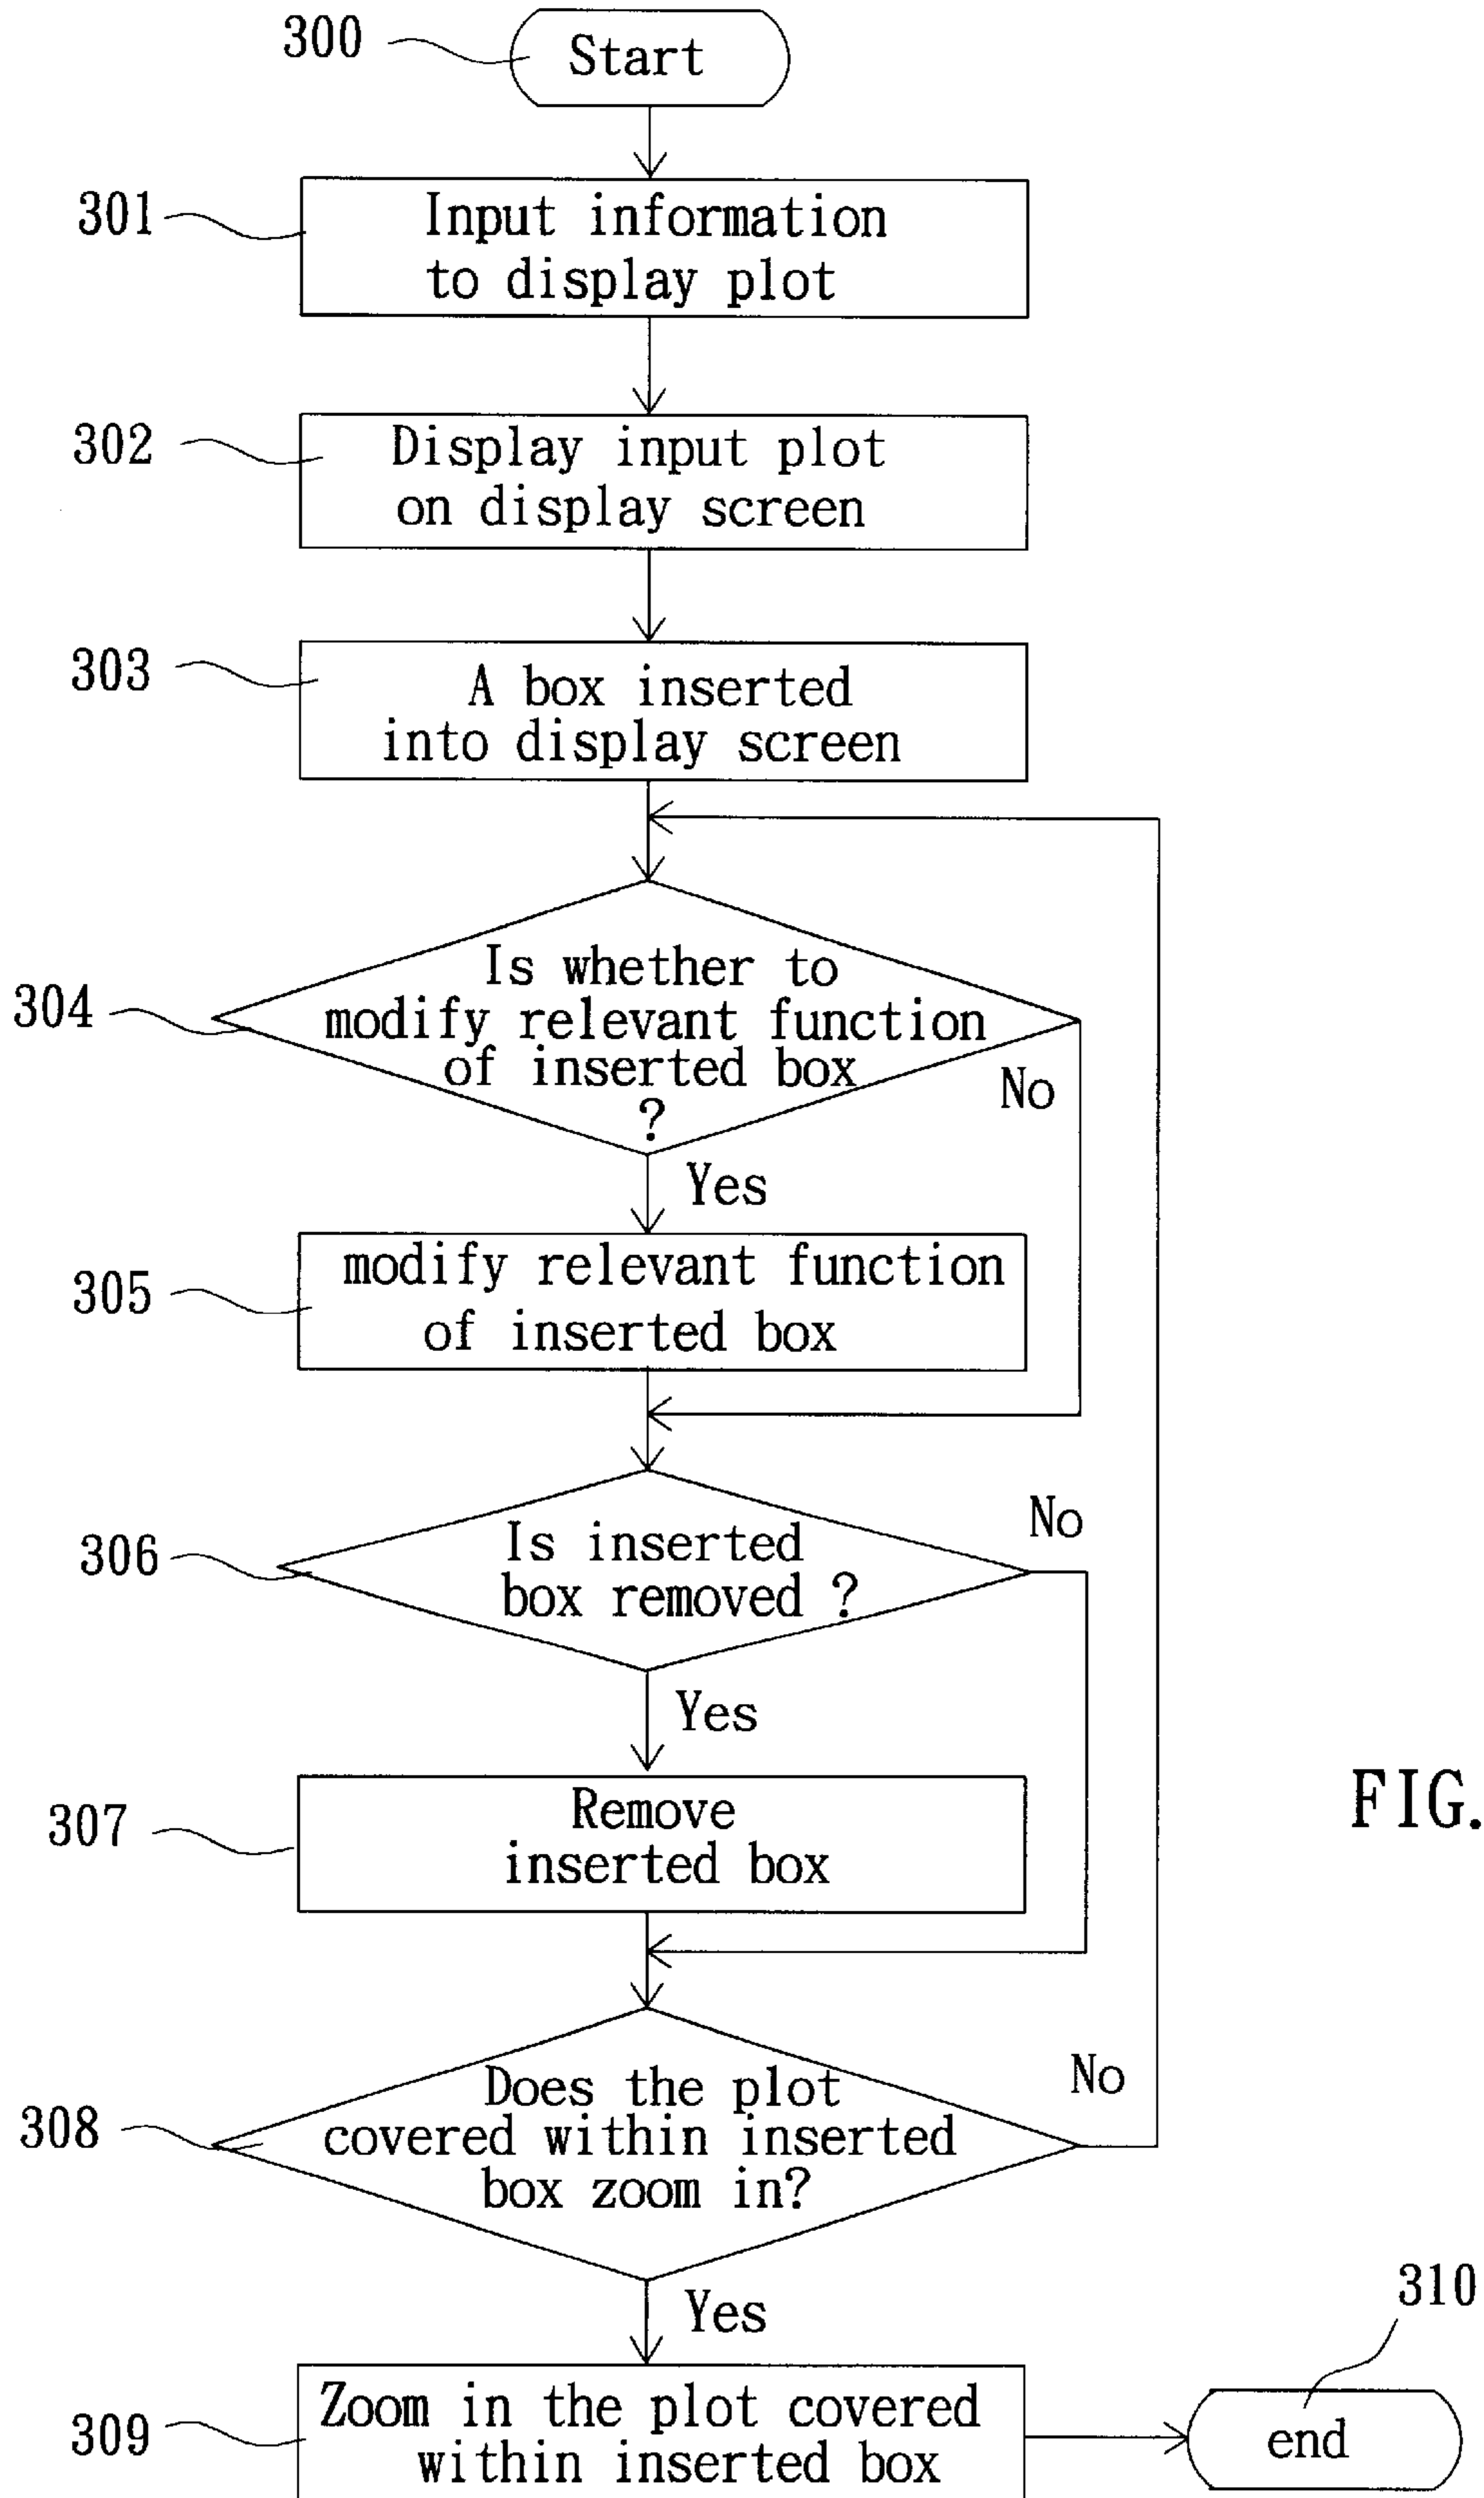 300
Start
301
Input information
to display plot
302
Display input plot
on display screen
303
A box inserted
into display screen
304
Is whether to
modify relevant function
of inserted box
?
No
Yes
305
modify relevant function
of inserted box
306
Is inserted
box removed ?
No
Yes
307
Remove
inserted box
FIG.
308
Does the plot
covered within inserted
box zoom in?
No
Yes
309
Zoom in the plot covered
within inserted box
310
end